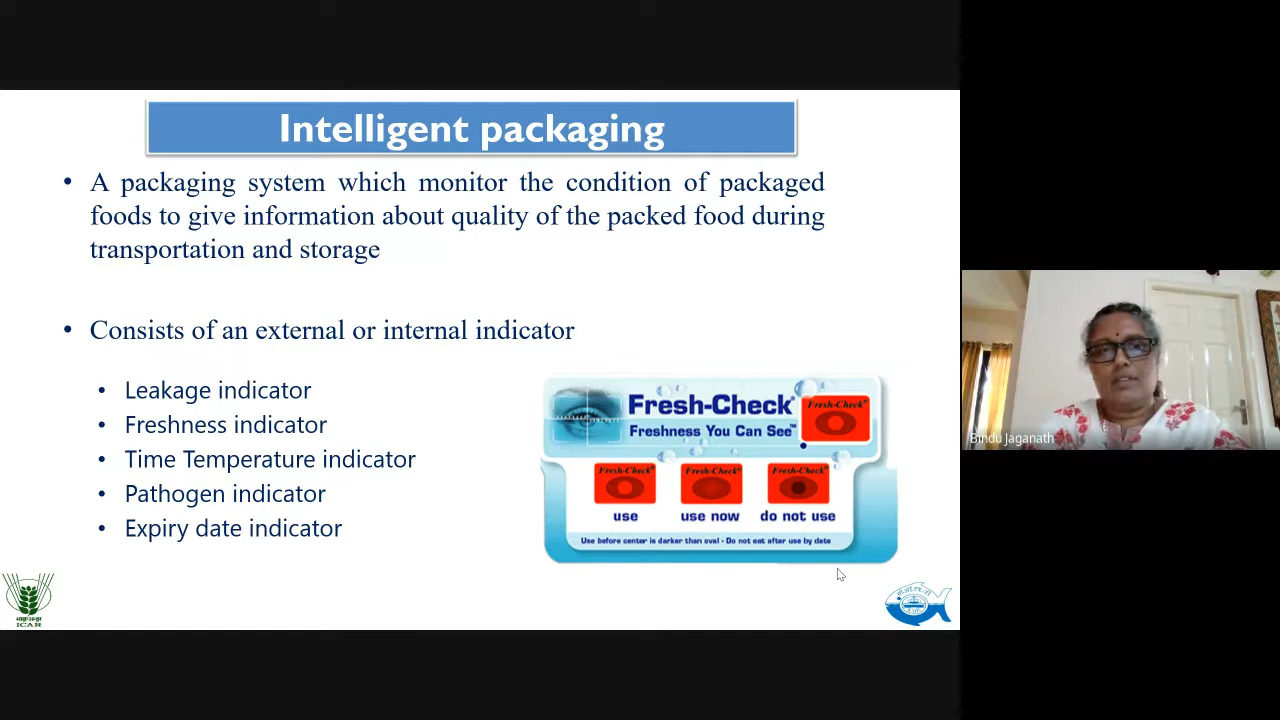 Intelligent packaging
• A packaging system which monitor the condition of packaged
foods to give information about quality of the packed food during
transportation and storage
• Consists of an external or internal indicator
• Leakage indicator
• Freshness indicator
• Time Temperature indicator
• Pathogen indicator
• Expiry date indicator
Fresh-Check®
Freshness You Can See™
Fresh-Check®
Fresh-Check®
Fresh-Check®
Fresh-Check®
use
use now
do not use
Use before center is darker than oval - Do not eat after use by date
ICAR
Bindu Jaganath